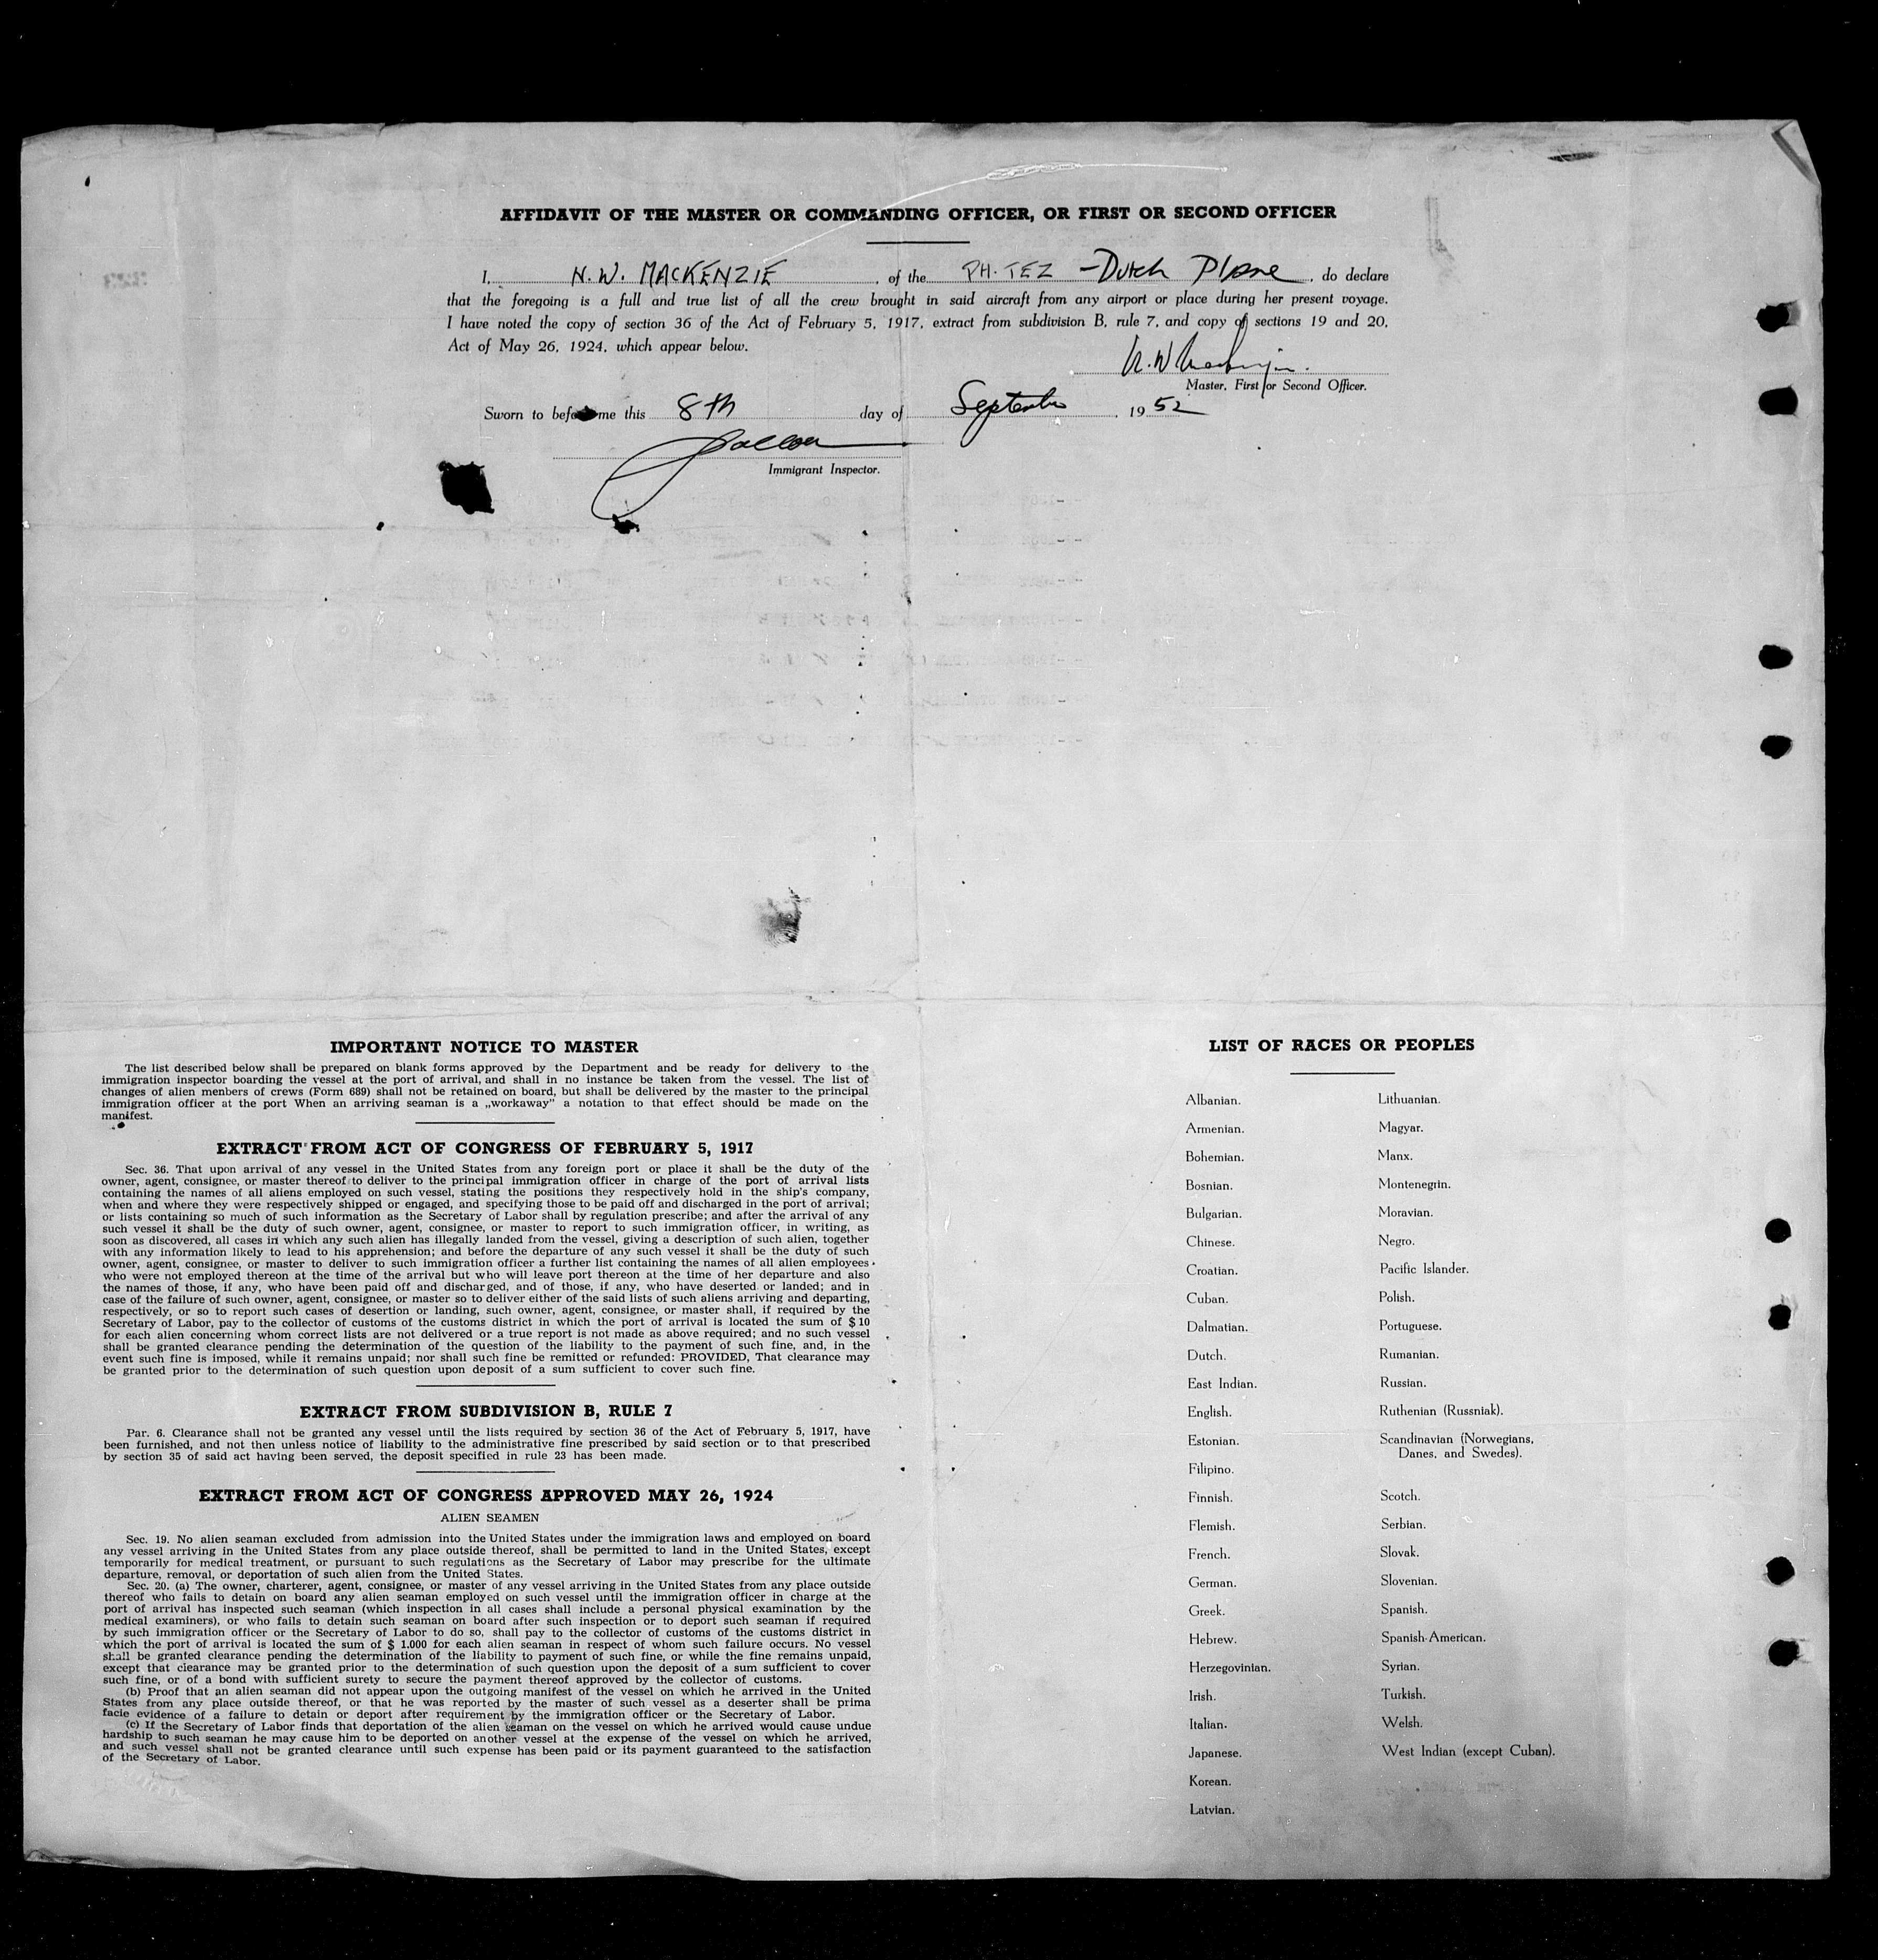 AFFIDAVIT OF THE MASTER OR COMMANDING OFFICER, OR FIRST OR SECOND OFFICER
I, N.W. MACKENZIE, of the PH-TEZ -Dutch Plane, do declare
that the foregoing is a full and true list of all the crew brought in said aircraft from any airport or place during her present voyage.
I have noted the copy of section 36 of the Act of February 5, 1917, extract from subdivision B, rule 7, and copy of sections 19 and 20,
Act of May 26, 1924, which appear below.
Master, First or Second Officer.
Sworn to before me this 8th day of September, 1952
Immigrant Inspector.
IMPORTANT NOTICE TO MASTER
The list described below shall be prepared on blank forms approved by the Department and be ready for delivery to the
immigration inspector boarding the vessel at the port of arrival, and shall in no instance be taken from the vessel. The list of
changes of alien menbers of crews (Form 689) shall not be retained on board, but shall be delivered by the master to the principal
immigration officer at the port When an arriving seaman is a „workaway" a notation to that effect should be made on the
manifest.
EXTRACT FROM ACT OF CONGRESS OF FEBRUARY 5, 1917
Sec. 36. That upon arrival of any vessel in the United States from any foreign port or place it shall be the duty of the
owner, agent, consignee, or master thereof to deliver to the principal immigration officer in charge of the port of arrival lists
containing the names of all aliens employed on such vessel, stating the positions they respectively hold in the ship's company,
when and where they were respectively shipped or engaged, and specifying those to be paid off and discharged in the port of arrival;
or lists containing so much of such information as the Secretary of Labor shall by regulation prescribe; and after the arrival of any
such vessel it shall be the duty of such owner, agent, consignee, or master to report to such immigration officer, in writing, as
soon as discovered, all cases in which any such alien has illegally landed from the vessel, giving a description of such alien, together
with any information likely to lead to his apprehension; and before the departure of any such vessel it shall be the duty of such
owner, agent, consignee, or master to deliver to such immigration officer a further list containing the names of all alien employees
who were not employed thereon at the time of the arrival but who will leave port thereon at the time of her departure and also
the names of those, if any, who have been paid off and discharged, and of those, if any, who have deserted or landed; and in
case of the failure of such owner, agent, consignee, or master so to deliver either of the said lists of such aliens arriving and departing,
respectively, or so to report such cases of desertion or landing, such owner, agent, consignee, or master shall, if required by the
Secretary of Labor, pay to the collector of customs of the customs district in which the port of arrival is located the sum of $10
for each alien concerning whom correct lists are not delivered or a true report is not made as above required; and no such vessel
shall be granted clearance pending the determination of the question of the liability to the payment of such fine, and, in the
event such fine is imposed, while it remains unpaid; nor shall such fine be remitted or refunded: PROVIDED, That clearance may
be granted prior to the determination of such question upon deposit of a sum sufficient to cover such fine.
EXTRACT FROM SUBDIVISION B, RULE 7
Par. 6. Clearance shall not be granted any vessel until the lists required by section 36 of the Act of February 5, 1917, have
been furnished, and not then unless notice of liability to the administrative fine prescribed by said section or to that prescribed
by section 35 of said act having been served, the deposit specified in rule 23 has been made.
EXTRACT FROM ACT OF CONGRESS APPROVED MAY 26, 1924
ALIEN SEAMEN
Sec. 19. No alien seaman excluded from admission into the United States under the immigration laws and employed on board
any vessel arriving in the United States from any place outside thereof, shall be permitted to land in the United States, except
temporarily for medical treatment, or pursuant to such regulations as the Secretary of Labor may prescribe for the ultimate
departure, removal, or deportation of such alien from the United States.
Sec. 20. (a) The owner, charterer, agent, consignee, or master of any vessel arriving in the United States from any place outside
thereof who fails to detain on board any alien seaman employed on such vessel until the immigration officer in charge at the
port of arrival has inspected such seaman (which inspection in all cases shall include a personal physical examination by the
medical examiners), or who fails to detain such seaman on board after such inspection or to deport such seaman if required
by such immigration officer or the Secretary of Labor to do so, shall pay to the collector of customs of the customs district in
which the port of arrival is located the sum of $ 1.000 for each alien seaman in respect of whom such failure occurs. No vessel
shall be granted clearance pending the determination of the liability to payment of such fine, or while the fine remains unpaid,
except that clearance may be granted prior to the determination of such question upon the deposit of a sum sufficient to cover
such fine, or of a bond with sufficient surety to secure the payment thereof approved by the collector of customs.
(b) Proof that an alien seaman did not appear upon the outgoing manifest of the vessel on which he arrived in the United
States from any place outside thereof, or that he was reported by the master of such vessel as a deserter shall be prima
facie evidence of a failure to detain or deport after requirement by the immigration officer or the Secretary of Labor.
(c) If the Secretary of Labor finds that deportation of the alien seaman on the vessel on which he arrived would cause undue
hardship to such seaman he may cause him to be deported on another vessel at the expense of the vessel on which he arrived,
and such vessel shall not be granted clearance until such expense has been paid or its payment guaranteed to the satisfaction
of the Secretary of Labor.
LIST OF RACES OR PEOPLES
Albanian.
Armenian.
Bohemian.
Bosnian.
Bulgarian.
Chinese.
Croatian.
Cuban.
Dalmatian.
Dutch.
East Indian.
English.
Estonian.
Filipino.
Finnish.
Flemish.
French.
German.
Greek.
Hebrew.
Herzegovinian.
Irish.
Italian.
Japanese.
Korean.
Latvian.
Lithuanian.
Magyar.
Manx.
Montenegrin.
Moravian.
Negro.
Pacific Islander.
Polish.
Portuguese.
Rumanian.
Russian.
Ruthenian (Russniak).
Scandinavian (Norwegians,
Danes, and Swedes).
Scotch.
Serbian.
Slovak.
Slovenian.
Spanish.
Spanish-American.
Syrian.
Turkish.
Welsh.
West Indian (except Cuban).